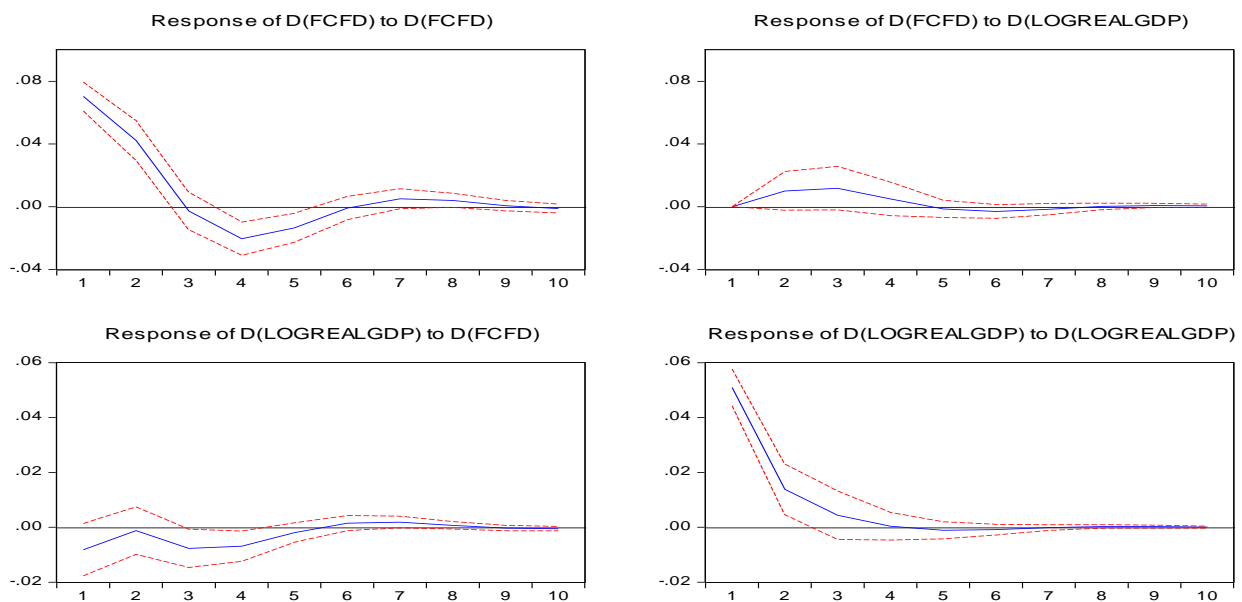 Response of D(FCFD) to D(FCFD)
.08
.04
.00
-.04
1 2 3 4 5 6 7 8 9 10
Response of D(FCFD) to D(LOGREALGDP)
.08
.04
.00
-.04
1 2 3 4 5 6 7 8 9 10
Response of D(LOGREALGDP) to D(FCFD)
.06
.04
.02
.00
-.02
1 2 3 4 5 6 7 8 9 10
Response of D(LOGREALGDP) to D(LOGREALGDP)
.06
.04
.02
.00
-.02
1 2 3 4 5 6 7 8 9 10